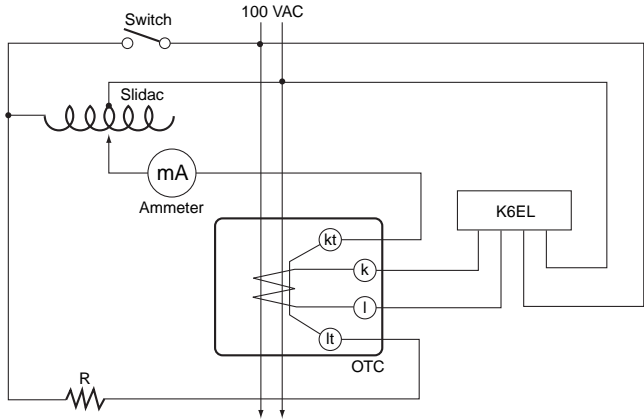 100 VAC
Switch
Slidac
mA
Ammeter
K6EL
kt
k
l
lt
OTC
R